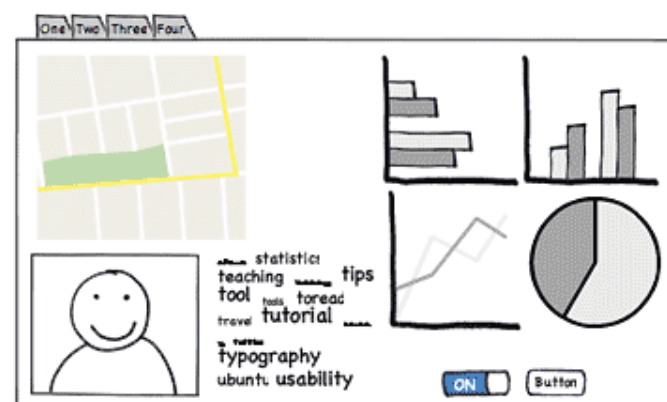 One Two Three Four
statistics
teaching tips
tool tools toread
travel tutorial
typography
ubuntu usability
ON Button